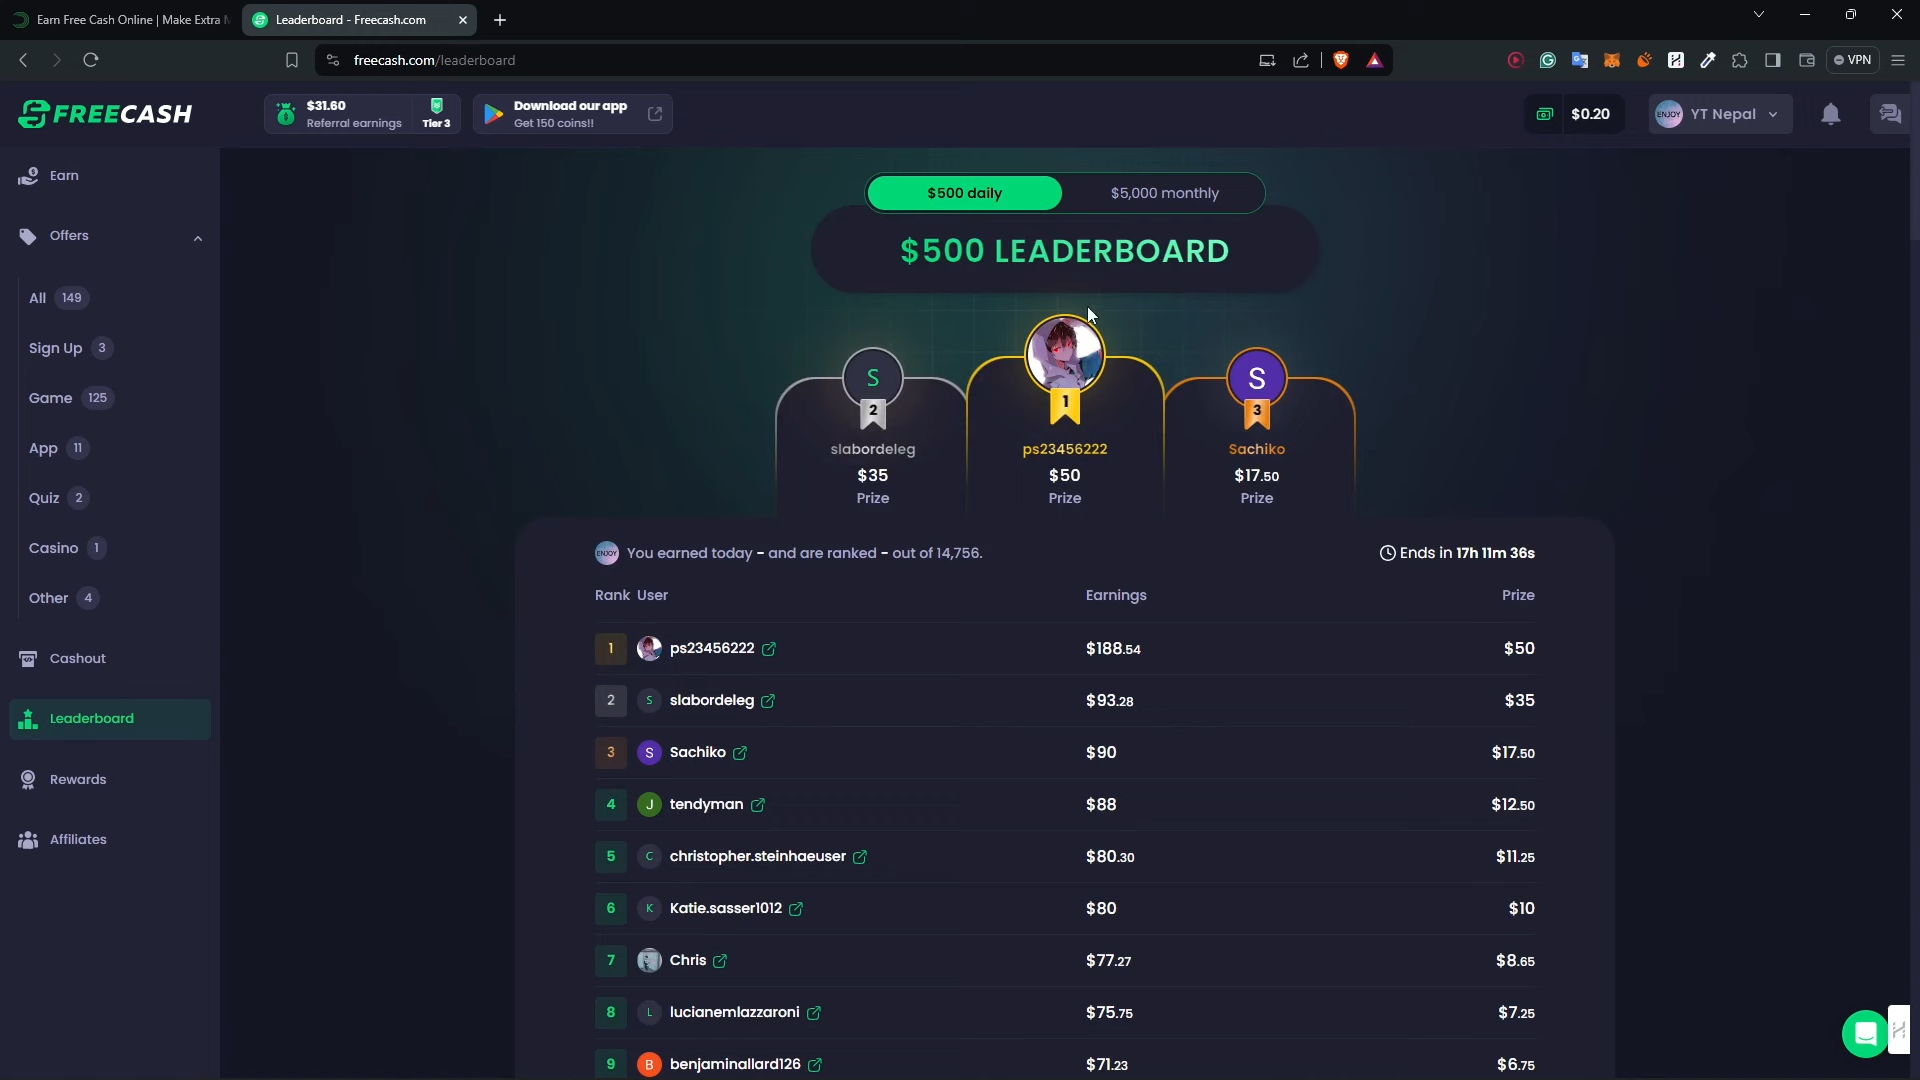 Earn Free Cash Online | Make Extra
Leaderboard - Freecash.com
freecash.com/leaderboard
VPN
FREECASH
$31.60
Referral earnings
Tier 3
Download our app
Get 150 coins!!
$0.20
ENJOY
YT Nepal
Earn
Offers
All 149
Sign Up 3
Game 125
App 11
Quiz 2
Casino 1
Other 4
Cashout
Leaderboard
Rewards
Affiliates
$500 daily
$5,000 monthly
$500 LEADERBOARD
S
2
slabordeleg
$35
Prize
1
ps23456222
$50
Prize
S
3
Sachiko
$17.50
Prize
ENJOY You earned today - and are ranked - out of 14,756.
Ends in 17h 11m 36s
Rank User Earnings Prize
1 ps23456222 $188.54 $50
2 S slabordeleg $93.28 $35
3 S Sachiko $90 $17.50
4 J tendyman $88 $12.50
5 C christopher.steinhaeuser $80.30 $11.25
6 K Katie.sasser1012 $80 $10
7 Chris $77.27 $8.65
8 L lucianemlazzaroni $75.75 $7.25
9 B benjaminallard126 $71.23 $6.75